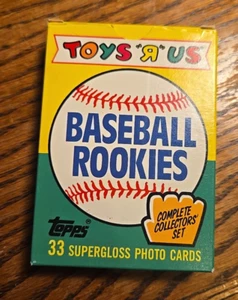 TOYS "R" US
BASEBALL
ROOKIES
COMPLETE
COLLECTORS'
SET
Topps
33 SUPERGLOSS PHOTO CARDS